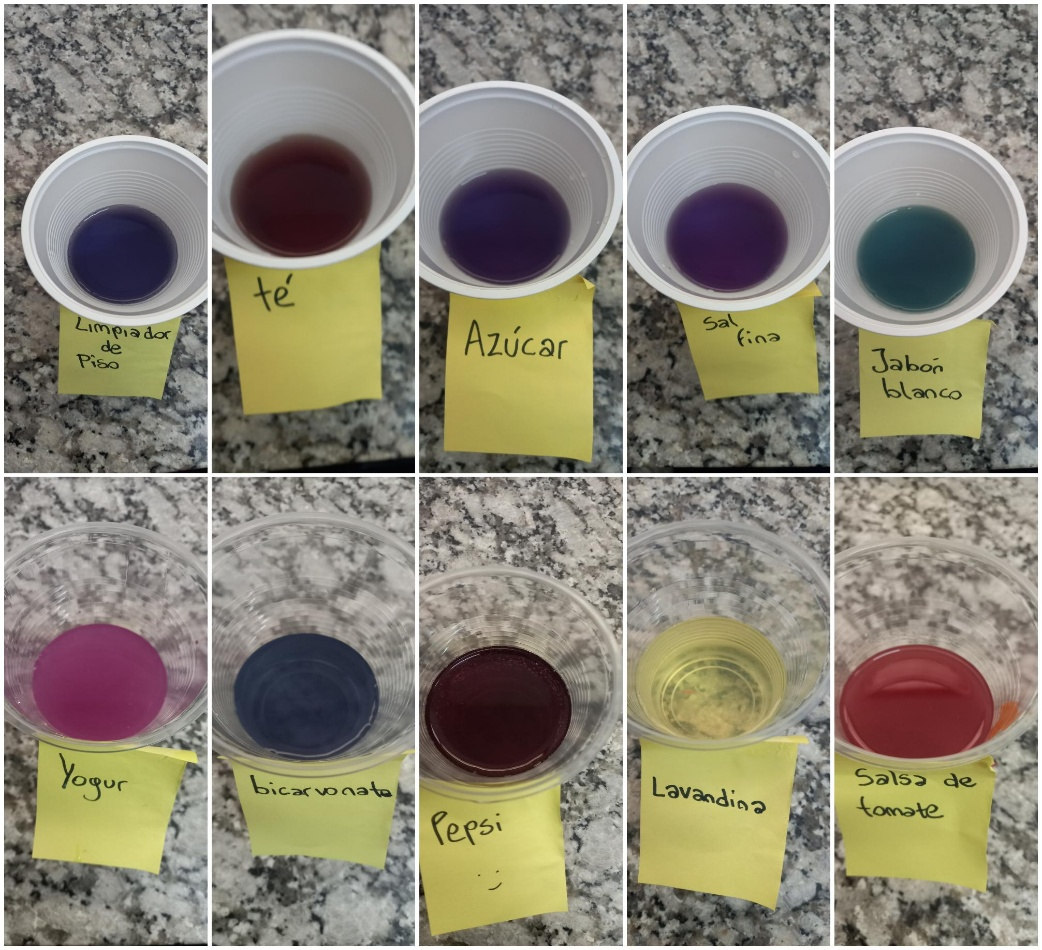 Limpiador
de
Piso
té
Azúcar
Sal
fina
Jabón
blanco
Yogur
bicarvonato
Pepsi
:)
Lavandina
Salsa de
tomate